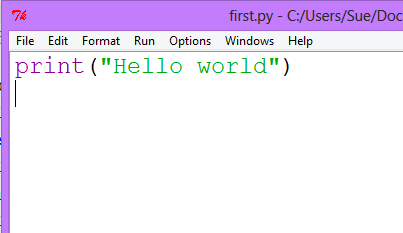 first.py - C:/Users/Sue/Doc
File Edit Format Run Options Windows Help
print("Hello world")